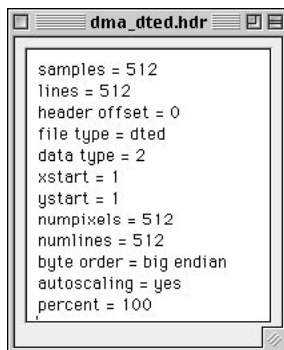 dma_dted.hdr
samples = 512
lines = 512
header offset = 0
file type = dted
data type = 2
xstart = 1
ystart = 1
numpixels = 512
numlines = 512
byte order = big endian
autoscaling = yes
percent = 100